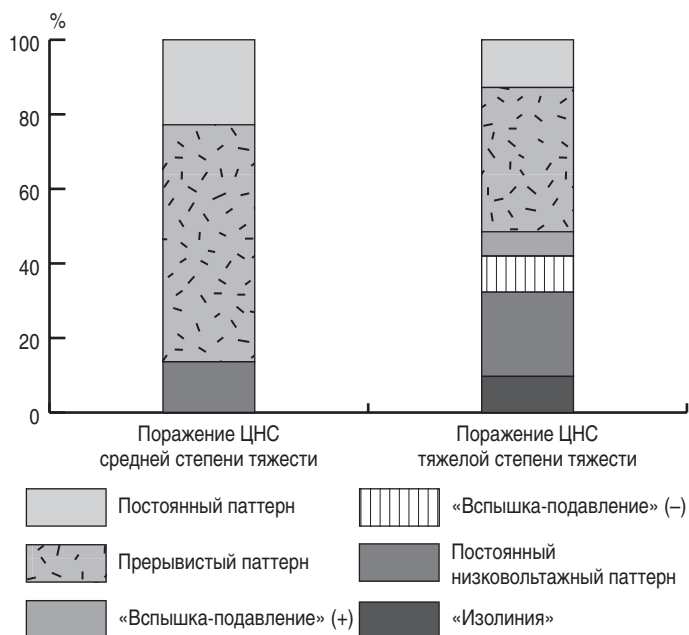 %
100
80
60
40
20
0
Поражение ЦНС
средней степени тяжести
Поражение ЦНС
тяжелой степени тяжести
Постоянный паттерн
Прерывистый паттерн
«Вспышка-подавление» (+)
«Вспышка-подавление» (–)
Постоянный
низковольтажный паттерн
«Изолиния»